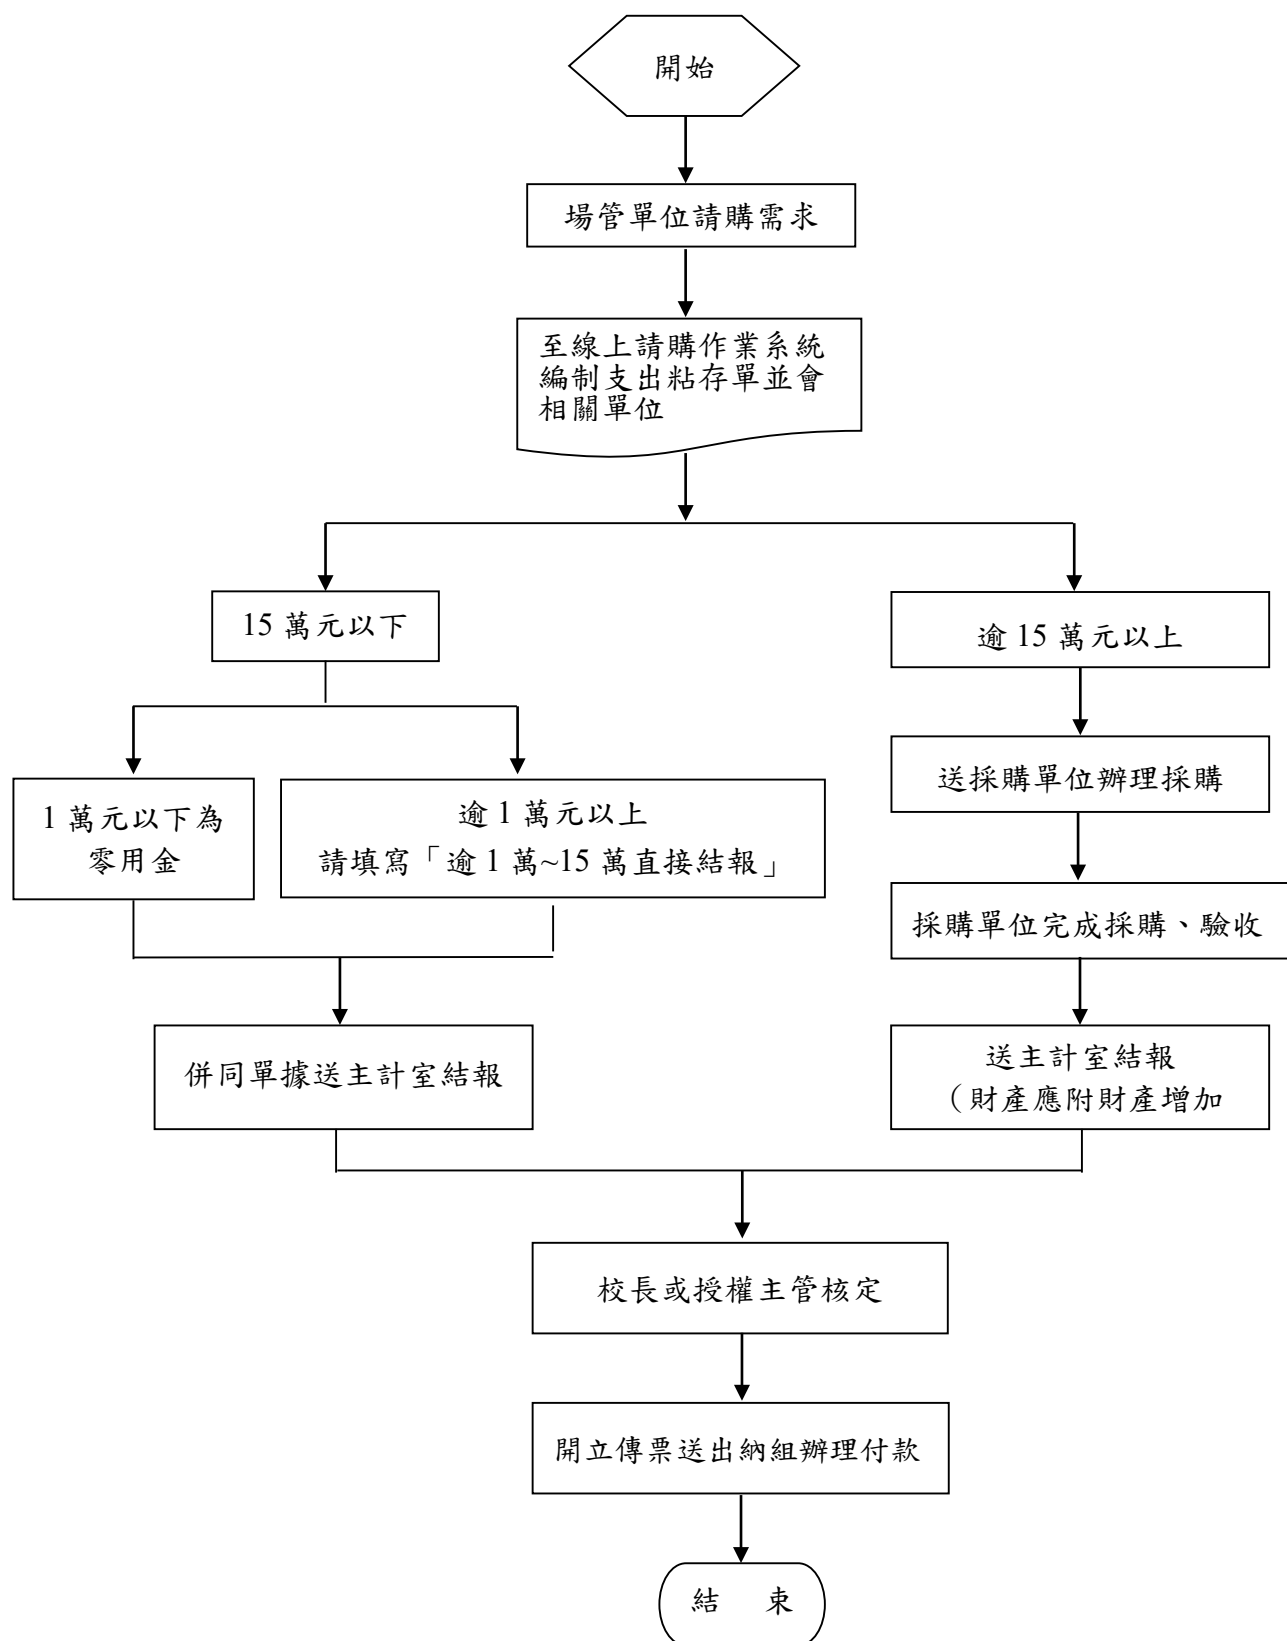 開始
場管單位請購需求
至線上請購作業系統
編制支出粘存單並會
相關單位
15 萬元以下
逾 15 萬元以上
1 萬元以下為
零用金
逾 1 萬元以上
請填寫「逾 1 萬~15 萬直接結報」
送採購單位辦理採購
採購單位完成採購、驗收
併同單據送主計室結報
送主計室結報
（財產應附財產增加
校長或授權主管核定
開立傳票送出納組辦理付款
結 束